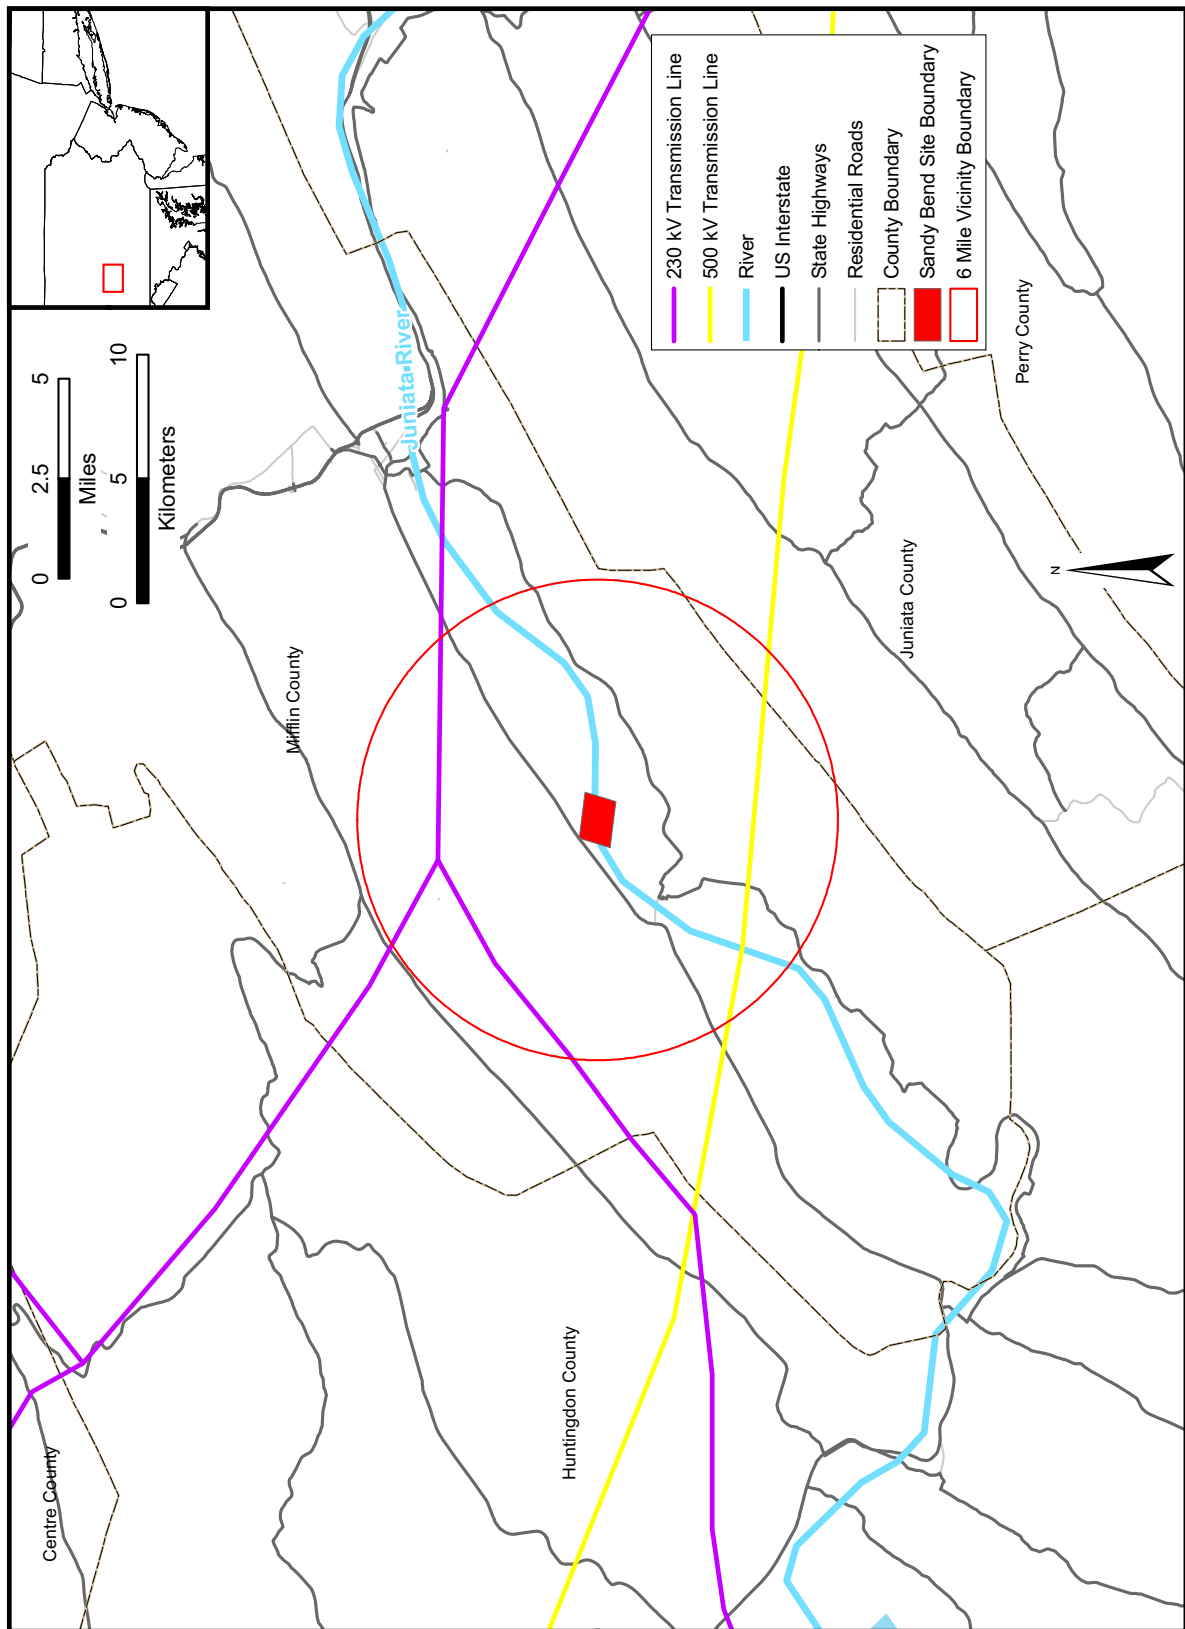 0 2.5 5
Miles
0 5 10
Kilometers
Centre County
Mifflin County
Juniata River
Huntingdon County
Juniata County
Perry County
N
230 kV Transmission Line
500 kV Transmission Line
River
US Interstate
State Highways
Residential Roads
County Boundary
Sandy Bend Site Boundary
6 Mile Vicinity Boundary